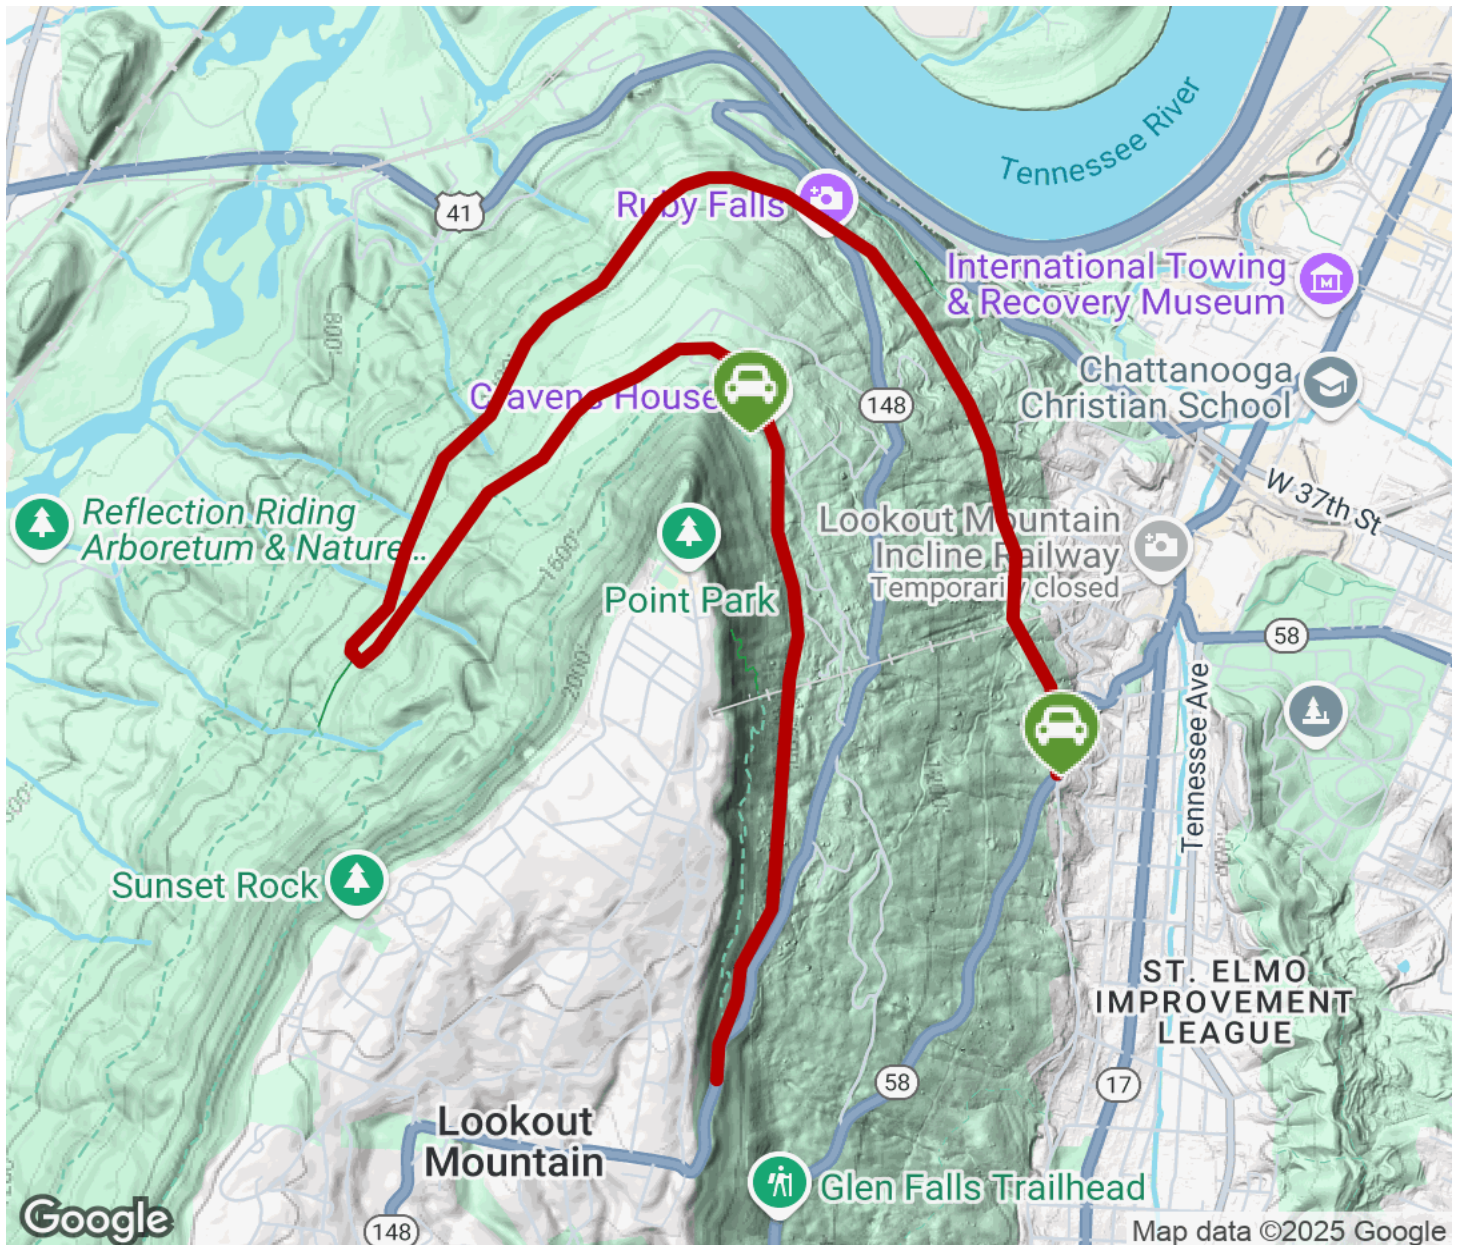 Tennessee River
41
Ruby Falls
International Towing
& Recovery Museum
Chattanooga
Christian School
148
Cravens House
W 37th St
Reflection Riding
Arboretum & Nature...
Lookout Mountain
Incline Railway
Temporarily closed
Point Park
1600'
58
2000'
Tennessee Ave
Sunset Rock
ST. ELMO
IMPROVEMENT
LEAGUE
58
17
Lookout
Mountain
Glen Falls Trailhead
148
Google
Map data ©2025 Google